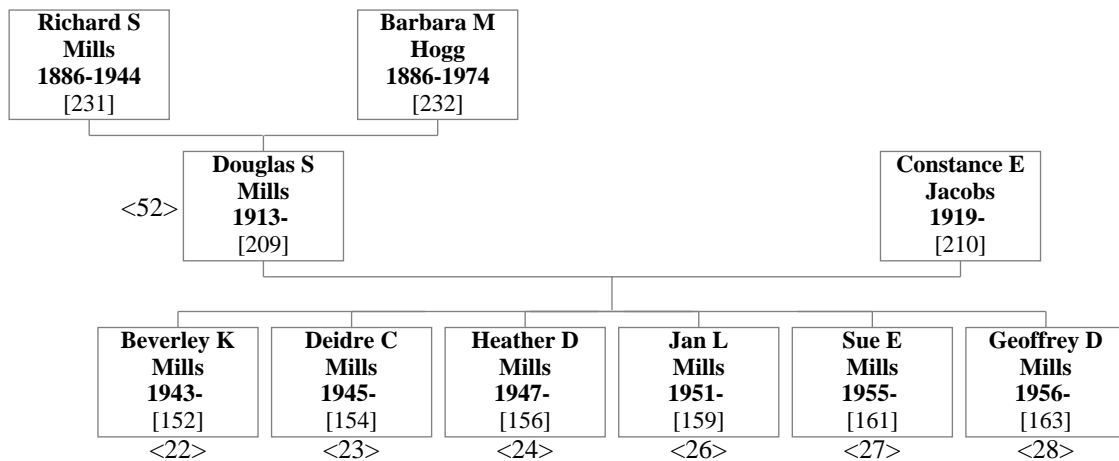 Richard S
Mills
1886-1944
[231]
Barbara M
Hogg
1886-1974
[232]
<52>
Douglas S
Mills
1913-
[209]
Constance E
Jacobs
1919-
[210]
Beverley K
Mills
1943-
[152]
<22>
Deidre C
Mills
1945-
[154]
<23>
Heather D
Mills
1947-
[156]
<24>
Jan L
Mills
1951-
[159]
<26>
Sue E
Mills
1955-
[161]
<27>
Geoffrey D
Mills
1956-
[163]
<28>